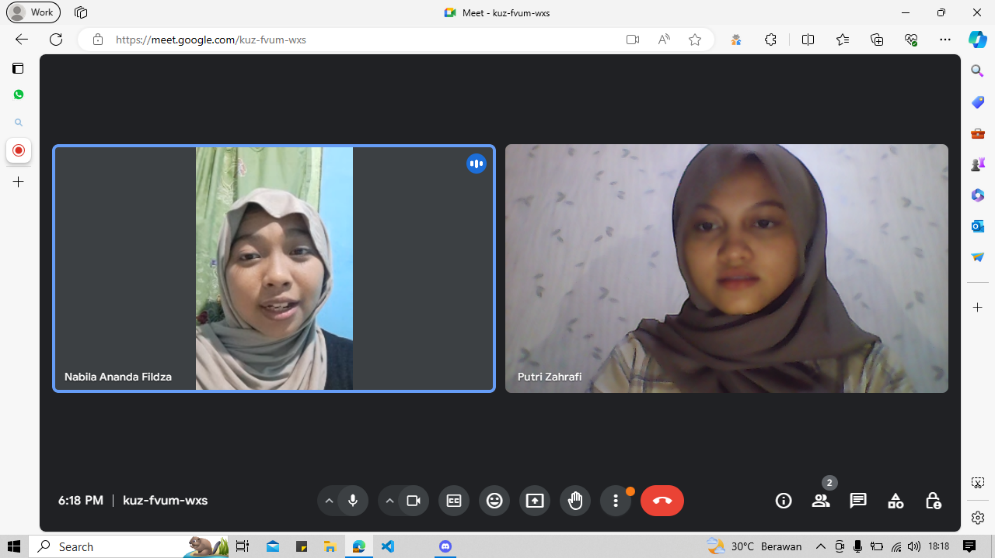 Work
Meet - kuz-fvum-wxs
https://meet.google.com/kuz-fvum-wxs
Nabila Ananda Fildza
Putri Zahrafi
6:18 PM | kuz-fvum-wxs
2
Search
30°C Berawan
18:18